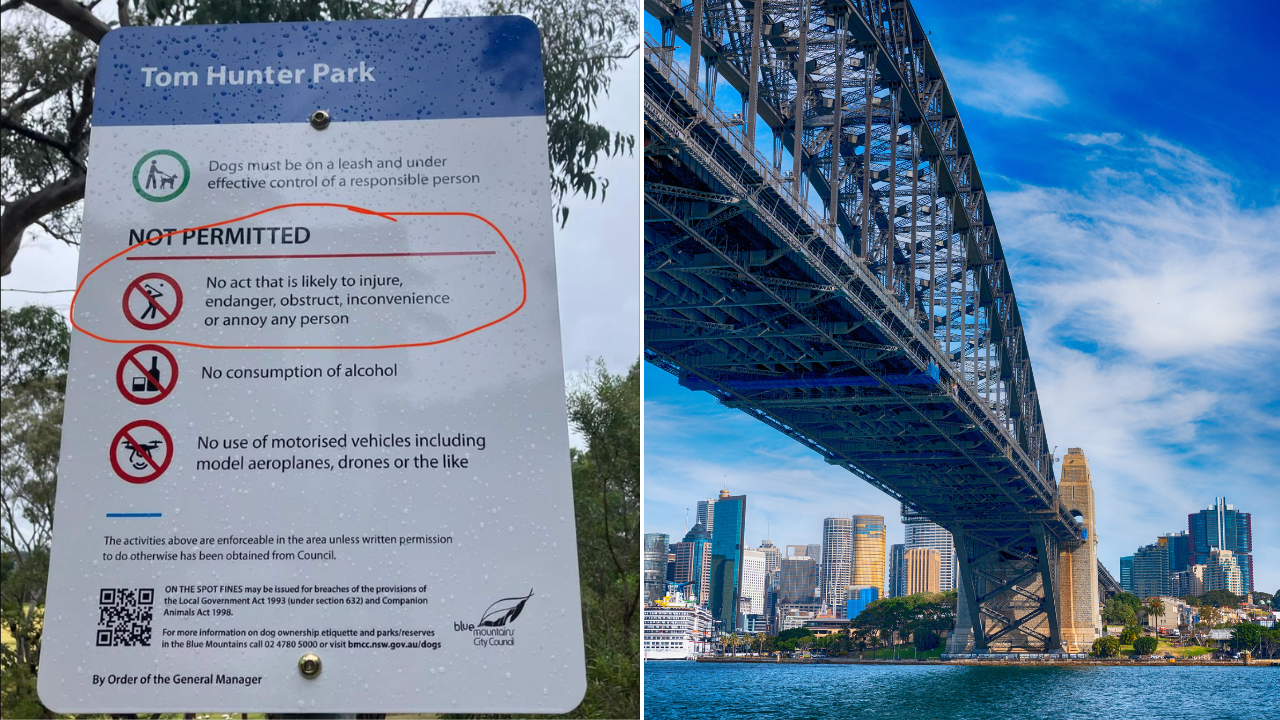 Tom Hunter Park
Dogs must be on a leash and under
effective control of a responsible person
NOT PERMITTED
No act that is likely to injure,
endanger, obstruct, inconvenience
or annoy any person
No consumption of alcohol
No use of motorised vehicles including
model aeroplanes, drones or the like
The activities above are enforceable in the area unless written permission
to do otherwise has been obtained from Council.
ON THE SPOT FINES may be issued for breaches of the provisions of
the Local Government Act 1993 (under section 632) and Companion
Animals Act 1998.
For more information on dog ownership etiquette and parks/reserves
in the Blue Mountains call 02 4780 5000 or visit bmcc.nsw.gov.au/dogs
blue
mountains
City Council
By Order of the General Manager